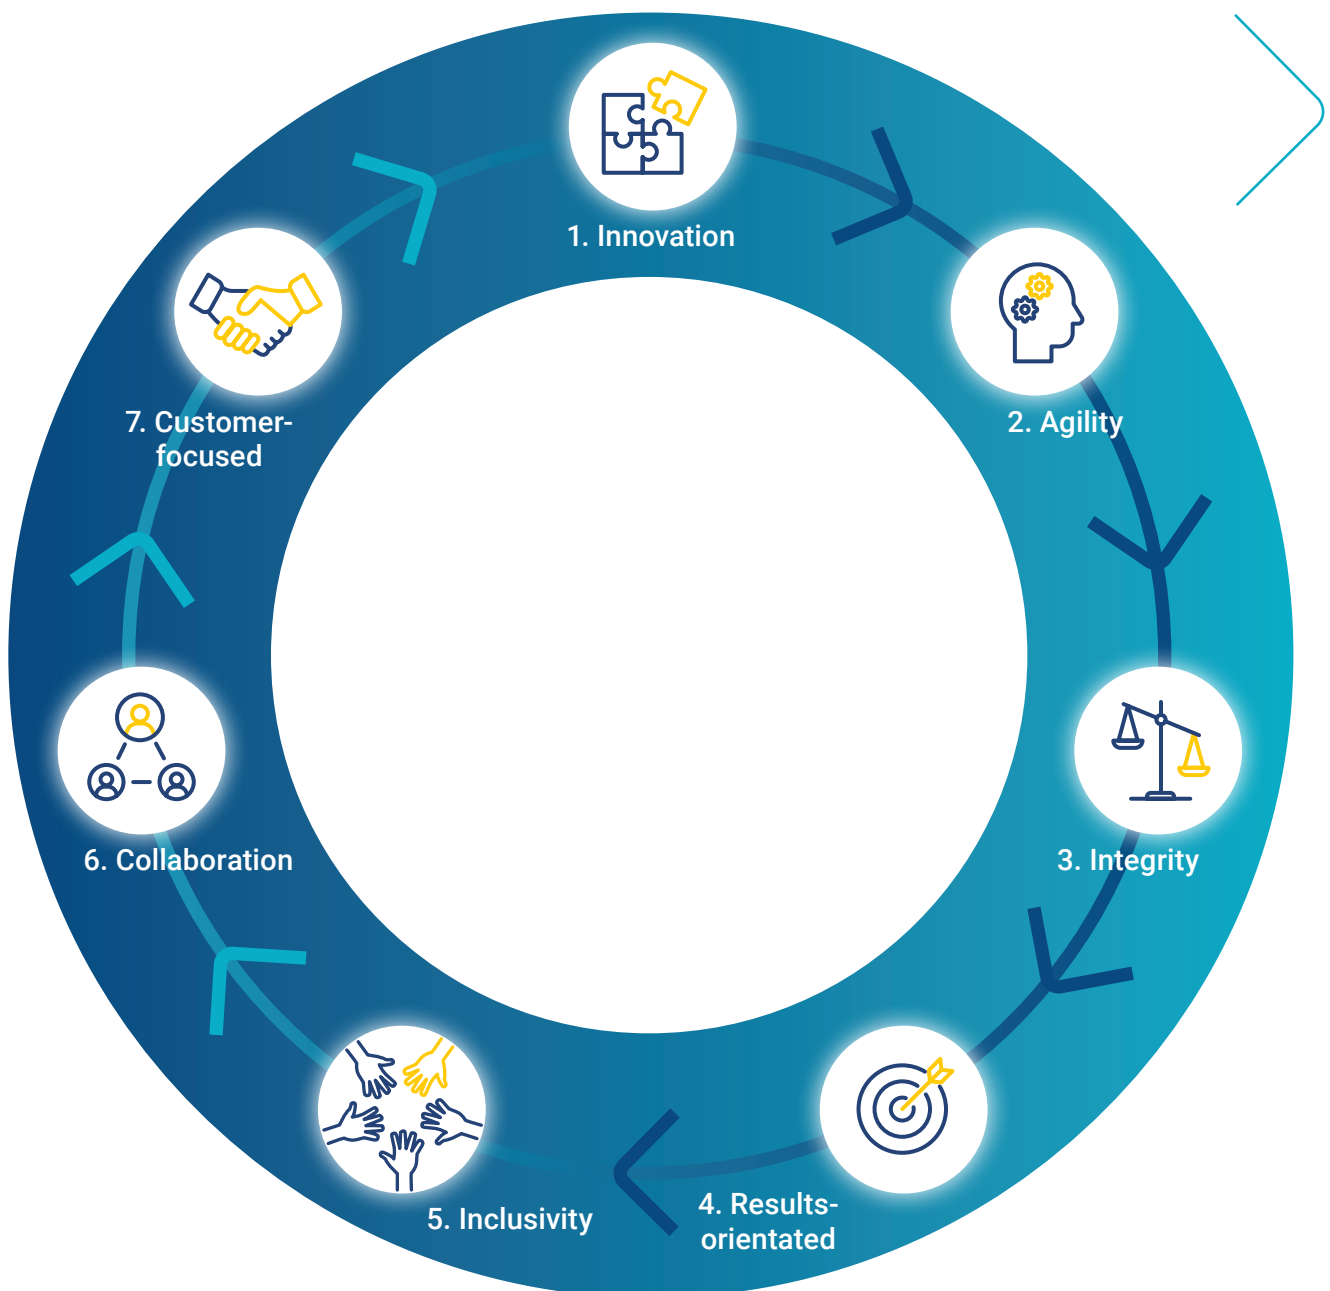 1. Innovation
2. Agility
3. Integrity
4. Results-
orientated
5. Inclusivity
6. Collaboration
7. Customer-
focused